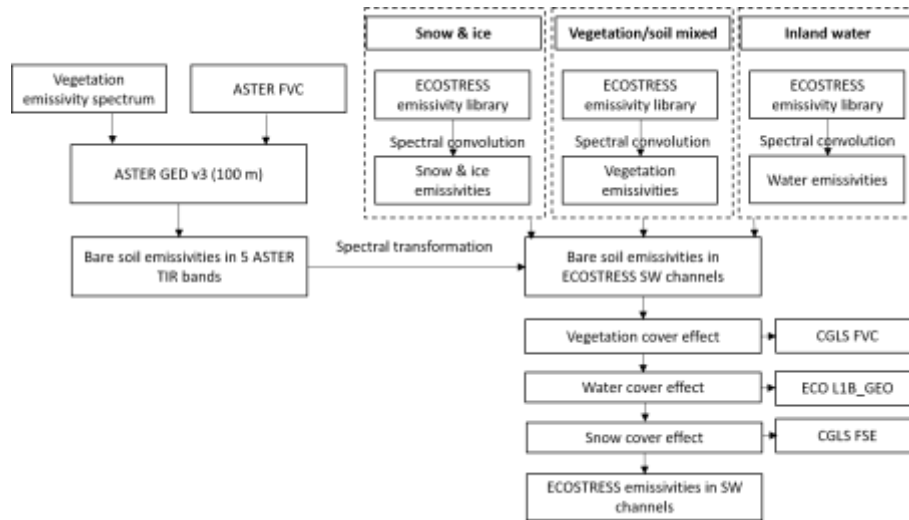 Snow & ice
Vegetation/soil mixed
Inland water
Vegetation
emissivity spectrum
ASTER FVC
ECOSTRESS
emissivity library
ECOSTRESS
emissivity library
ECOSTRESS
emissivity library
Spectral convolution
Spectral convolution
Spectral convolution
ASTER GED v3 (100 m)
Snow & ice
emissivities
Vegetation
emissivities
Water emissivities
Bare soil emissivities in 5 ASTER
TIR bands
Spectral transformation
Bare soil emissivities in
ECOSTRESS SW channels
Vegetation cover effect
CGLS FVC
Water cover effect
ECO L1B_GEO
Snow cover effect
CGLS FSE
ECOSTRESS emissivities in SW
channels